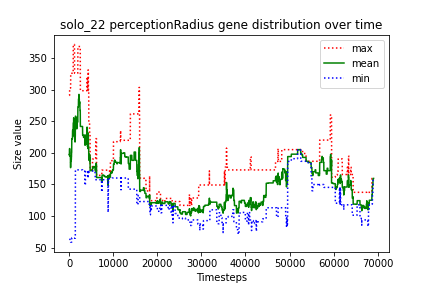 solo_22 perceptionRadius gene distribution over time
max
mean
min
Size value
350
300
250
200
150
100
50
0
10000
20000
30000
40000
50000
60000
70000
Timesteps